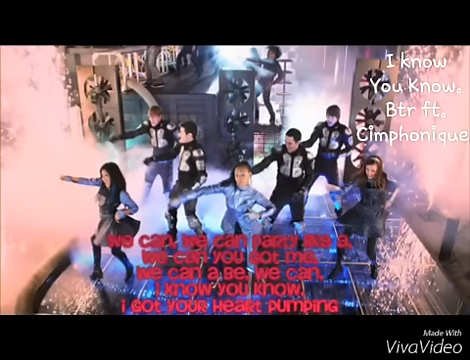 I know
You Know.
Btr ft.
Cimphonique
We can, we can party like a,
We can you got me,
We can a be, we can,
I know you know,
i got your heart pumping
Made With
VivaVideo